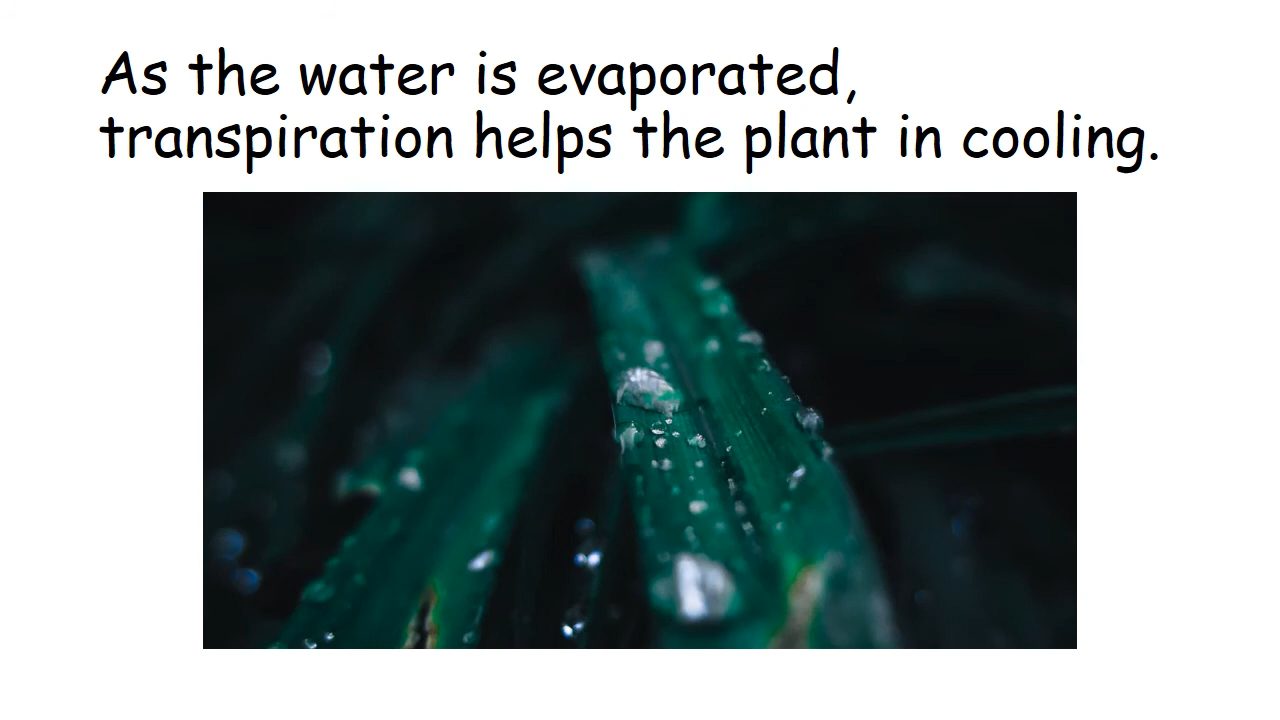 As the water is evaporated,
transpiration helps the plant in cooling.